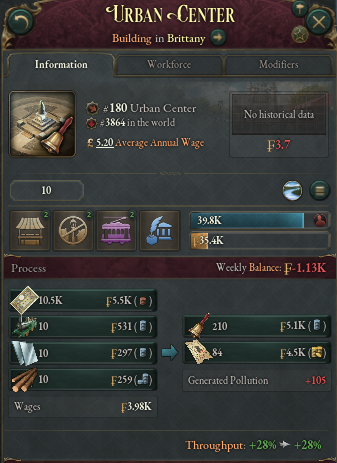 Urban Center
Building in Brittany
Information
Workforce
Modifiers
#180 Urban Center
#3864 in the world
£ 5.20 Average Annual Wage
No historical data
₣3.7
10
2
2
2
39.8K
₣35.4K
Process
Weekly Balance: ₣-1.13K
10.5K ₣5.5K ( )
10 ₣531 ( )
10 ₣297 ( )
10 ₣259 ( )
Wages ₣3.98K
210 ₣5.1K ( )
84 ₣4.5K ( )
Generated Pollution +105
Throughput: +28% +28%